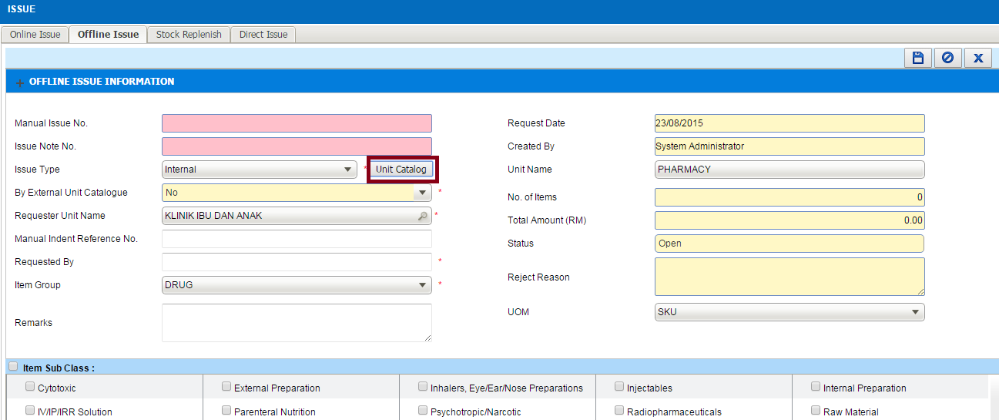 ISSUE
Online Issue Offline Issue Stock Replenish Direct Issue
OFFLINE ISSUE INFORMATION
Manual Issue No. Request Date 23/08/2015
Issue Note No. Created By System Administrator
Issue Type Internal * Unit Catalog Unit Name PHARMACY
By External Unit Catalogue No * No. of Items 0
Requester Unit Name KLINIK IBU DAN ANAK * Total Amount (RM) 0.00
Manual Indent Reference No. Status Open
Requested By * Reject Reason
Item Group DRUG *
Remarks UOM SKU
Item Sub Class :
Cytotoxic External Preparation Inhalers, Eye/Ear/Nose Preparations Injectables Internal Preparation
IV/IP/IRR Solution Parenteral Nutrition Psychotropic/Narcotic Radiopharmaceuticals Raw Material